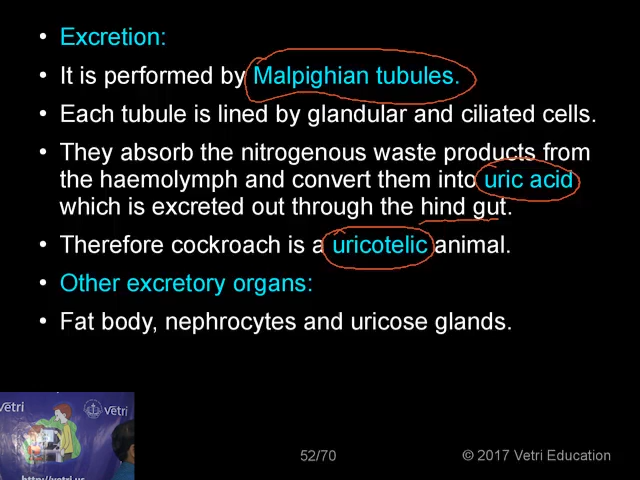 • Excretion:
• It is performed by Malpighian tubules.
• Each tubule is lined by glandular and ciliated cells.
• They absorb the nitrogenous waste products from
the haemolymph and convert them into uric acid
which is excreted out through the hind gut.
• Therefore cockroach is a uricotelic animal.
• Other excretory organs:
• Fat body, nephrocytes and uricose glands.
Vetri
Vetri
52/70
© 2017 Vetri Education